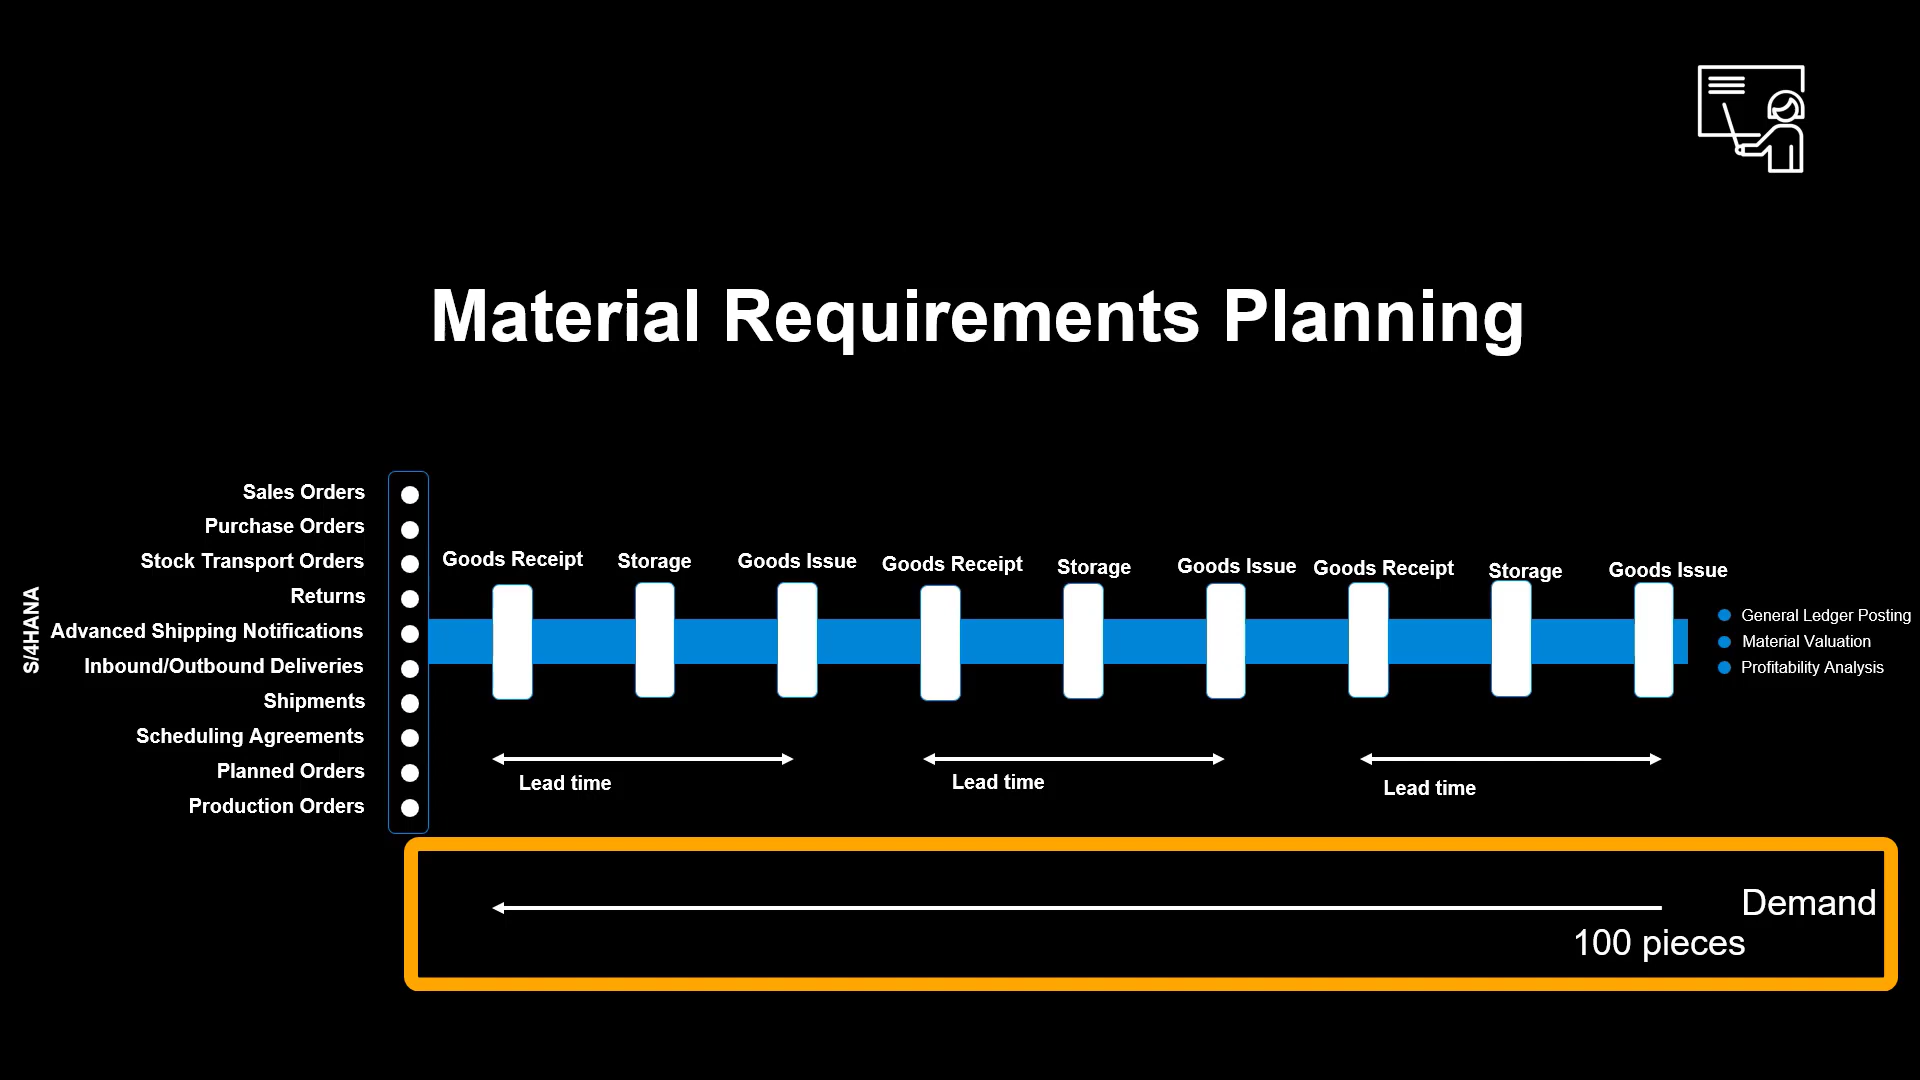 Material Requirements Planning
S/4HANA
Sales Orders
Purchase Orders
Stock Transport Orders
Returns
Advanced Shipping Notifications
Inbound/Outbound Deliveries
Shipments
Scheduling Agreements
Planned Orders
Production Orders
Goods Receipt
Storage
Goods Issue
Goods Receipt
Storage
Goods Issue
Goods Receipt
Storage
Goods Issue
General Ledger Posting
Material Valuation
Profitability Analysis
Lead time
Lead time
Lead time
Demand
100 pieces